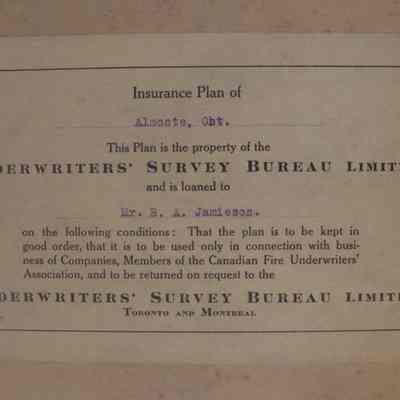 Insurance Plan of
Almonte, Ont.
This Plan is the property of the
DERWRITERS' SURVEY BUREAU LIMITE
and is loaned to
Mr. R. A. Jamieson.
on the following conditions: That the plan is to be kept in
good order, that it is to be used only in connection with busi-
ness of Companies, Members of the Canadian Fire Underwriters'
Association, and to be returned on request to the
DERWRITERS' SURVEY BUREAU LIMITE
TORONTO AND MONTREAL